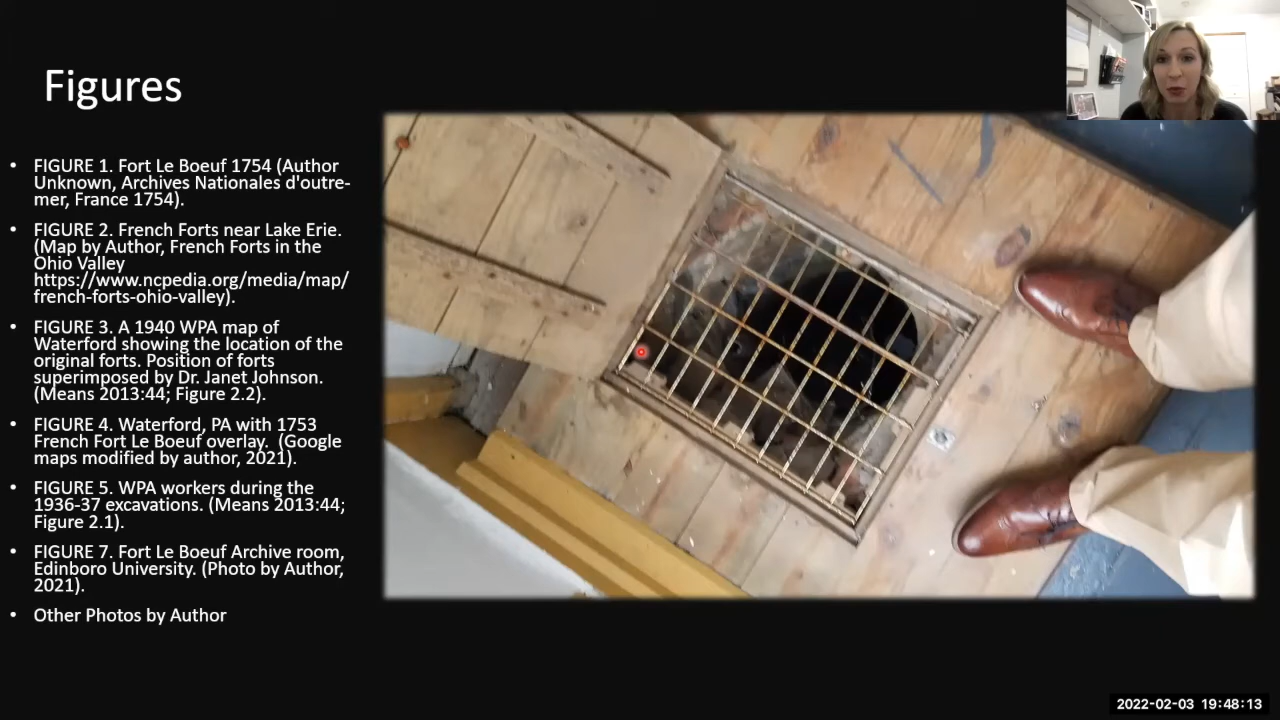 Figures
• FIGURE 1. Fort Le Boeuf 1754 (Author
Unknown, Archives Nationales d'outre-
mer, France 1754).
• FIGURE 2. French Forts near Lake Erie.
(Map by Author, French Forts in the
Ohio Valley
https://www.ncpedia.org/media/map/
french-forts-ohio-valley).
• FIGURE 3. A 1940 WPA map of
Waterford showing the location of the
original forts. Position of forts
superimposed by Dr. Janet Johnson.
(Means 2013:44; Figure 2.2).
• FIGURE 4. Waterford, PA with 1753
French Fort Le Boeuf overlay. (Google
maps modified by author, 2021).
• FIGURE 5. WPA workers during the
1936-37 excavations. (Means 2013:44;
Figure 2.1).
• FIGURE 7. Fort Le Boeuf Archive room,
Edinboro University. (Photo by Author,
2021).
• Other Photos by Author
2022-02-03 19:48:13